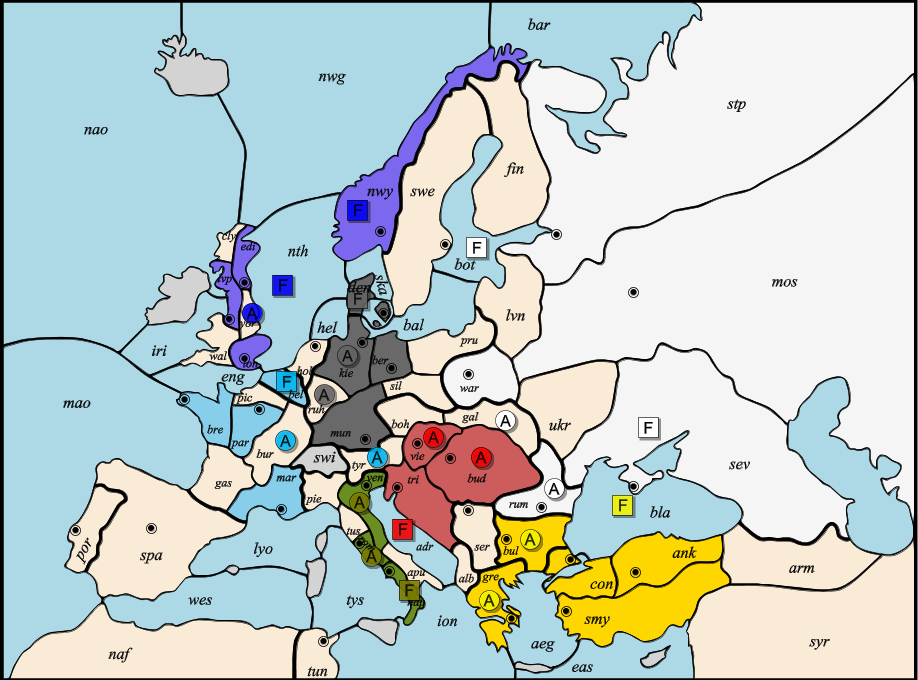 bar
nwg
stp
nao
fin
nwy
swe
cly
edi
nth
F
F
bot
F
mos
lvp
F
den
ska
F
A
yor
lvn
hel
bal
iri
wal
lon
A
kie
ber
pru
hol
eng
F
bel
war
mao
pic
A
ruh
sil
bre
par
A
bur
mun
boh
gal
A
ukr
F
A
vie
sev
swi
tyr
A
A
bud
mar
ven
tri
gas
pie
A
rum
A
F
bla
spa
por
lyo
tus
A
F
adr
ser
bul
A
ank
apu
alb
gre
con
arm
wes
tys
F
nap
A
smy
ion
naf
tun
aeg
eas
syr